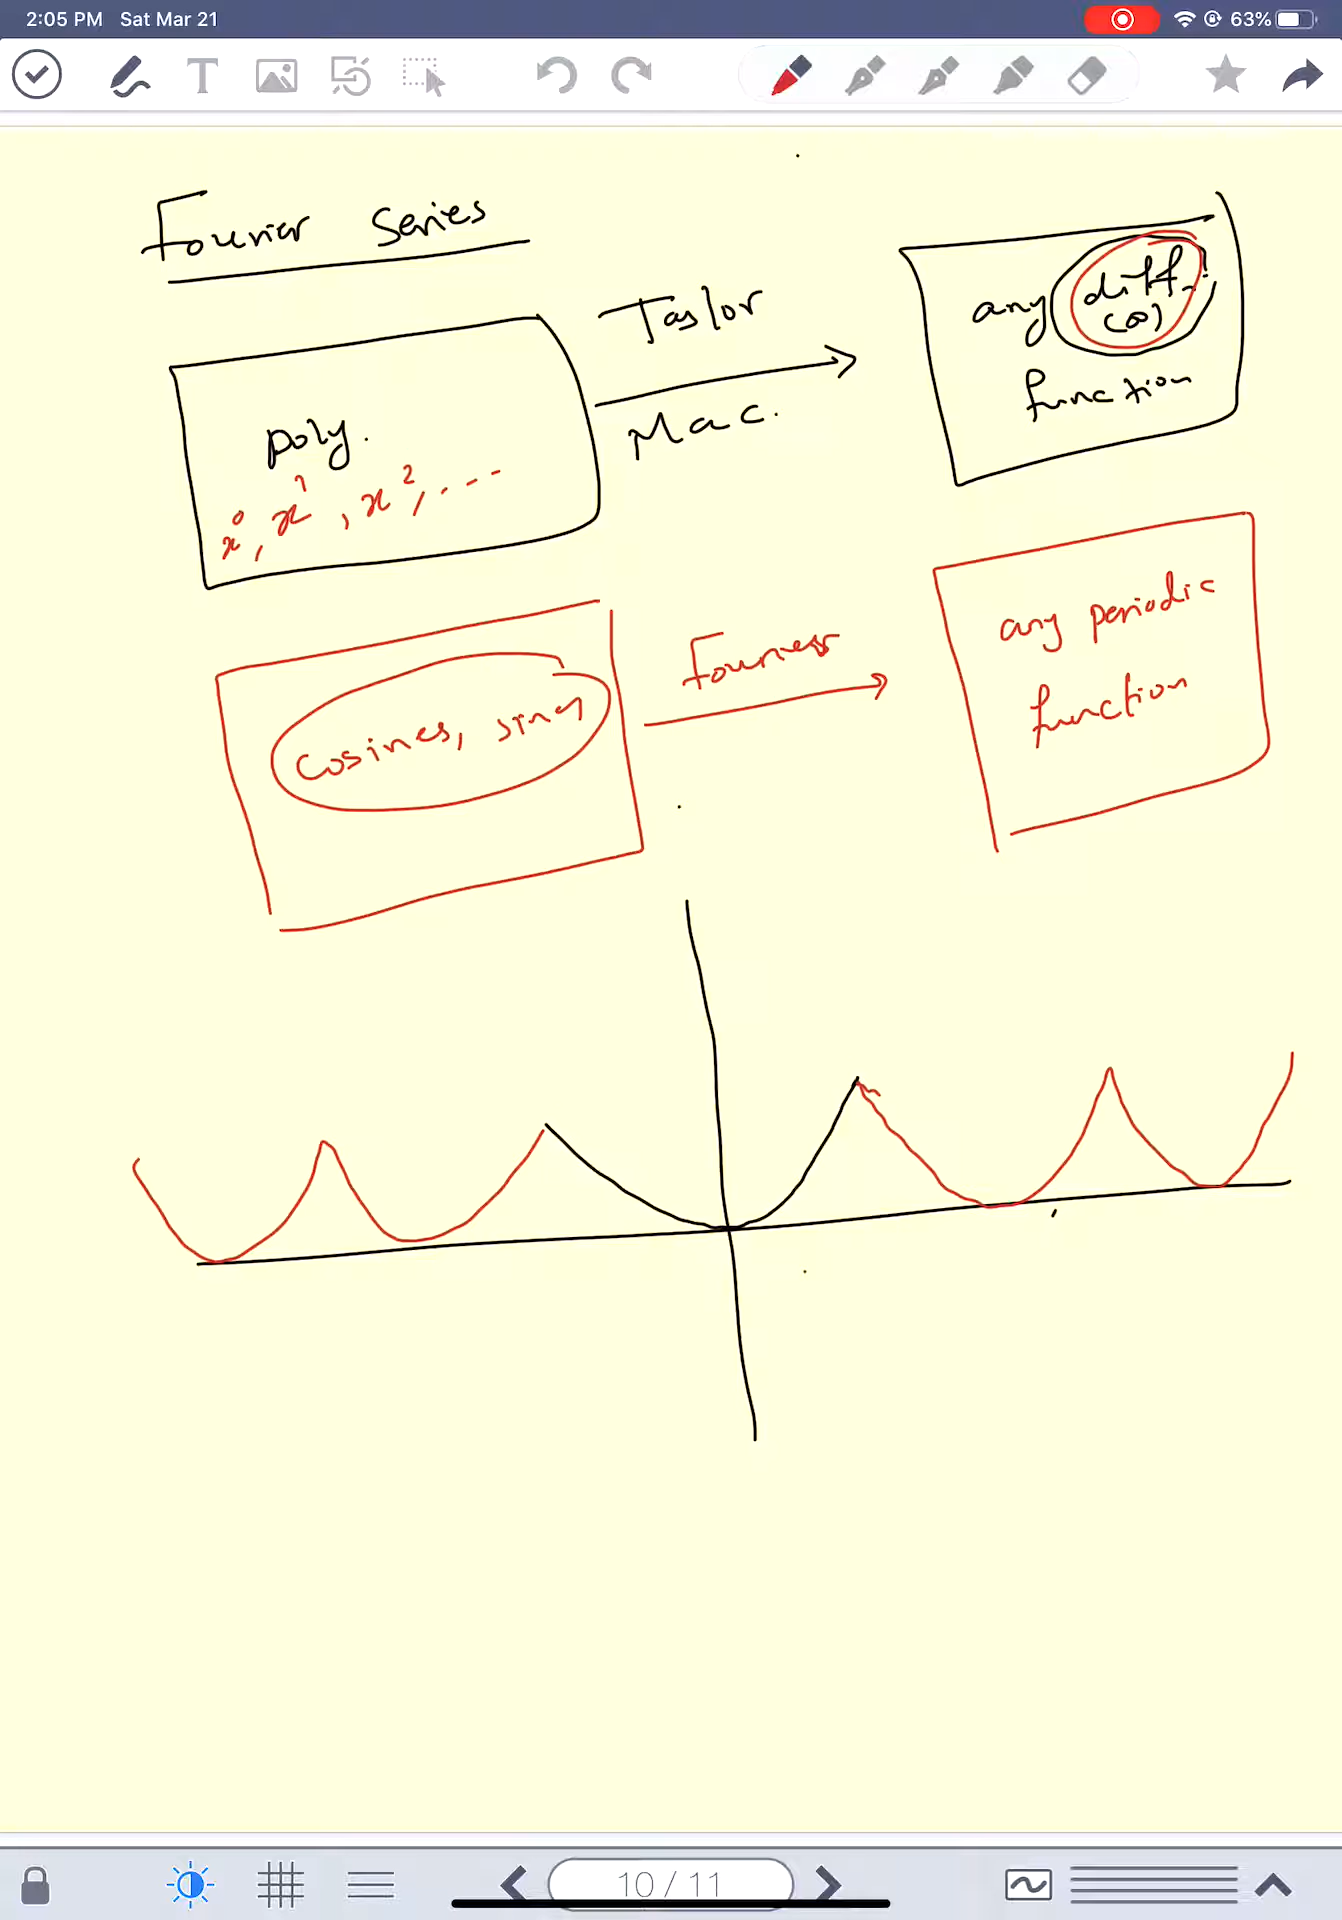 2:05 PM Sat Mar 21
63%
T
Fourier Series
poly.
x⁰, x¹, x², ...
Taylor
Mac.
any diff.!
(∞)
function
cosines, sines
Fourier
any periodic
function
10 / 11